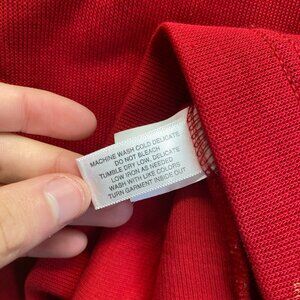 MACHINE WASH COLD DELICATE
DO NOT BLEACH
TUMBLE DRY LOW, DELICATE
LOW IRON AS NEEDED
WASH WITH LIKE COLORS
TURN GARMENT INSIDE OUT